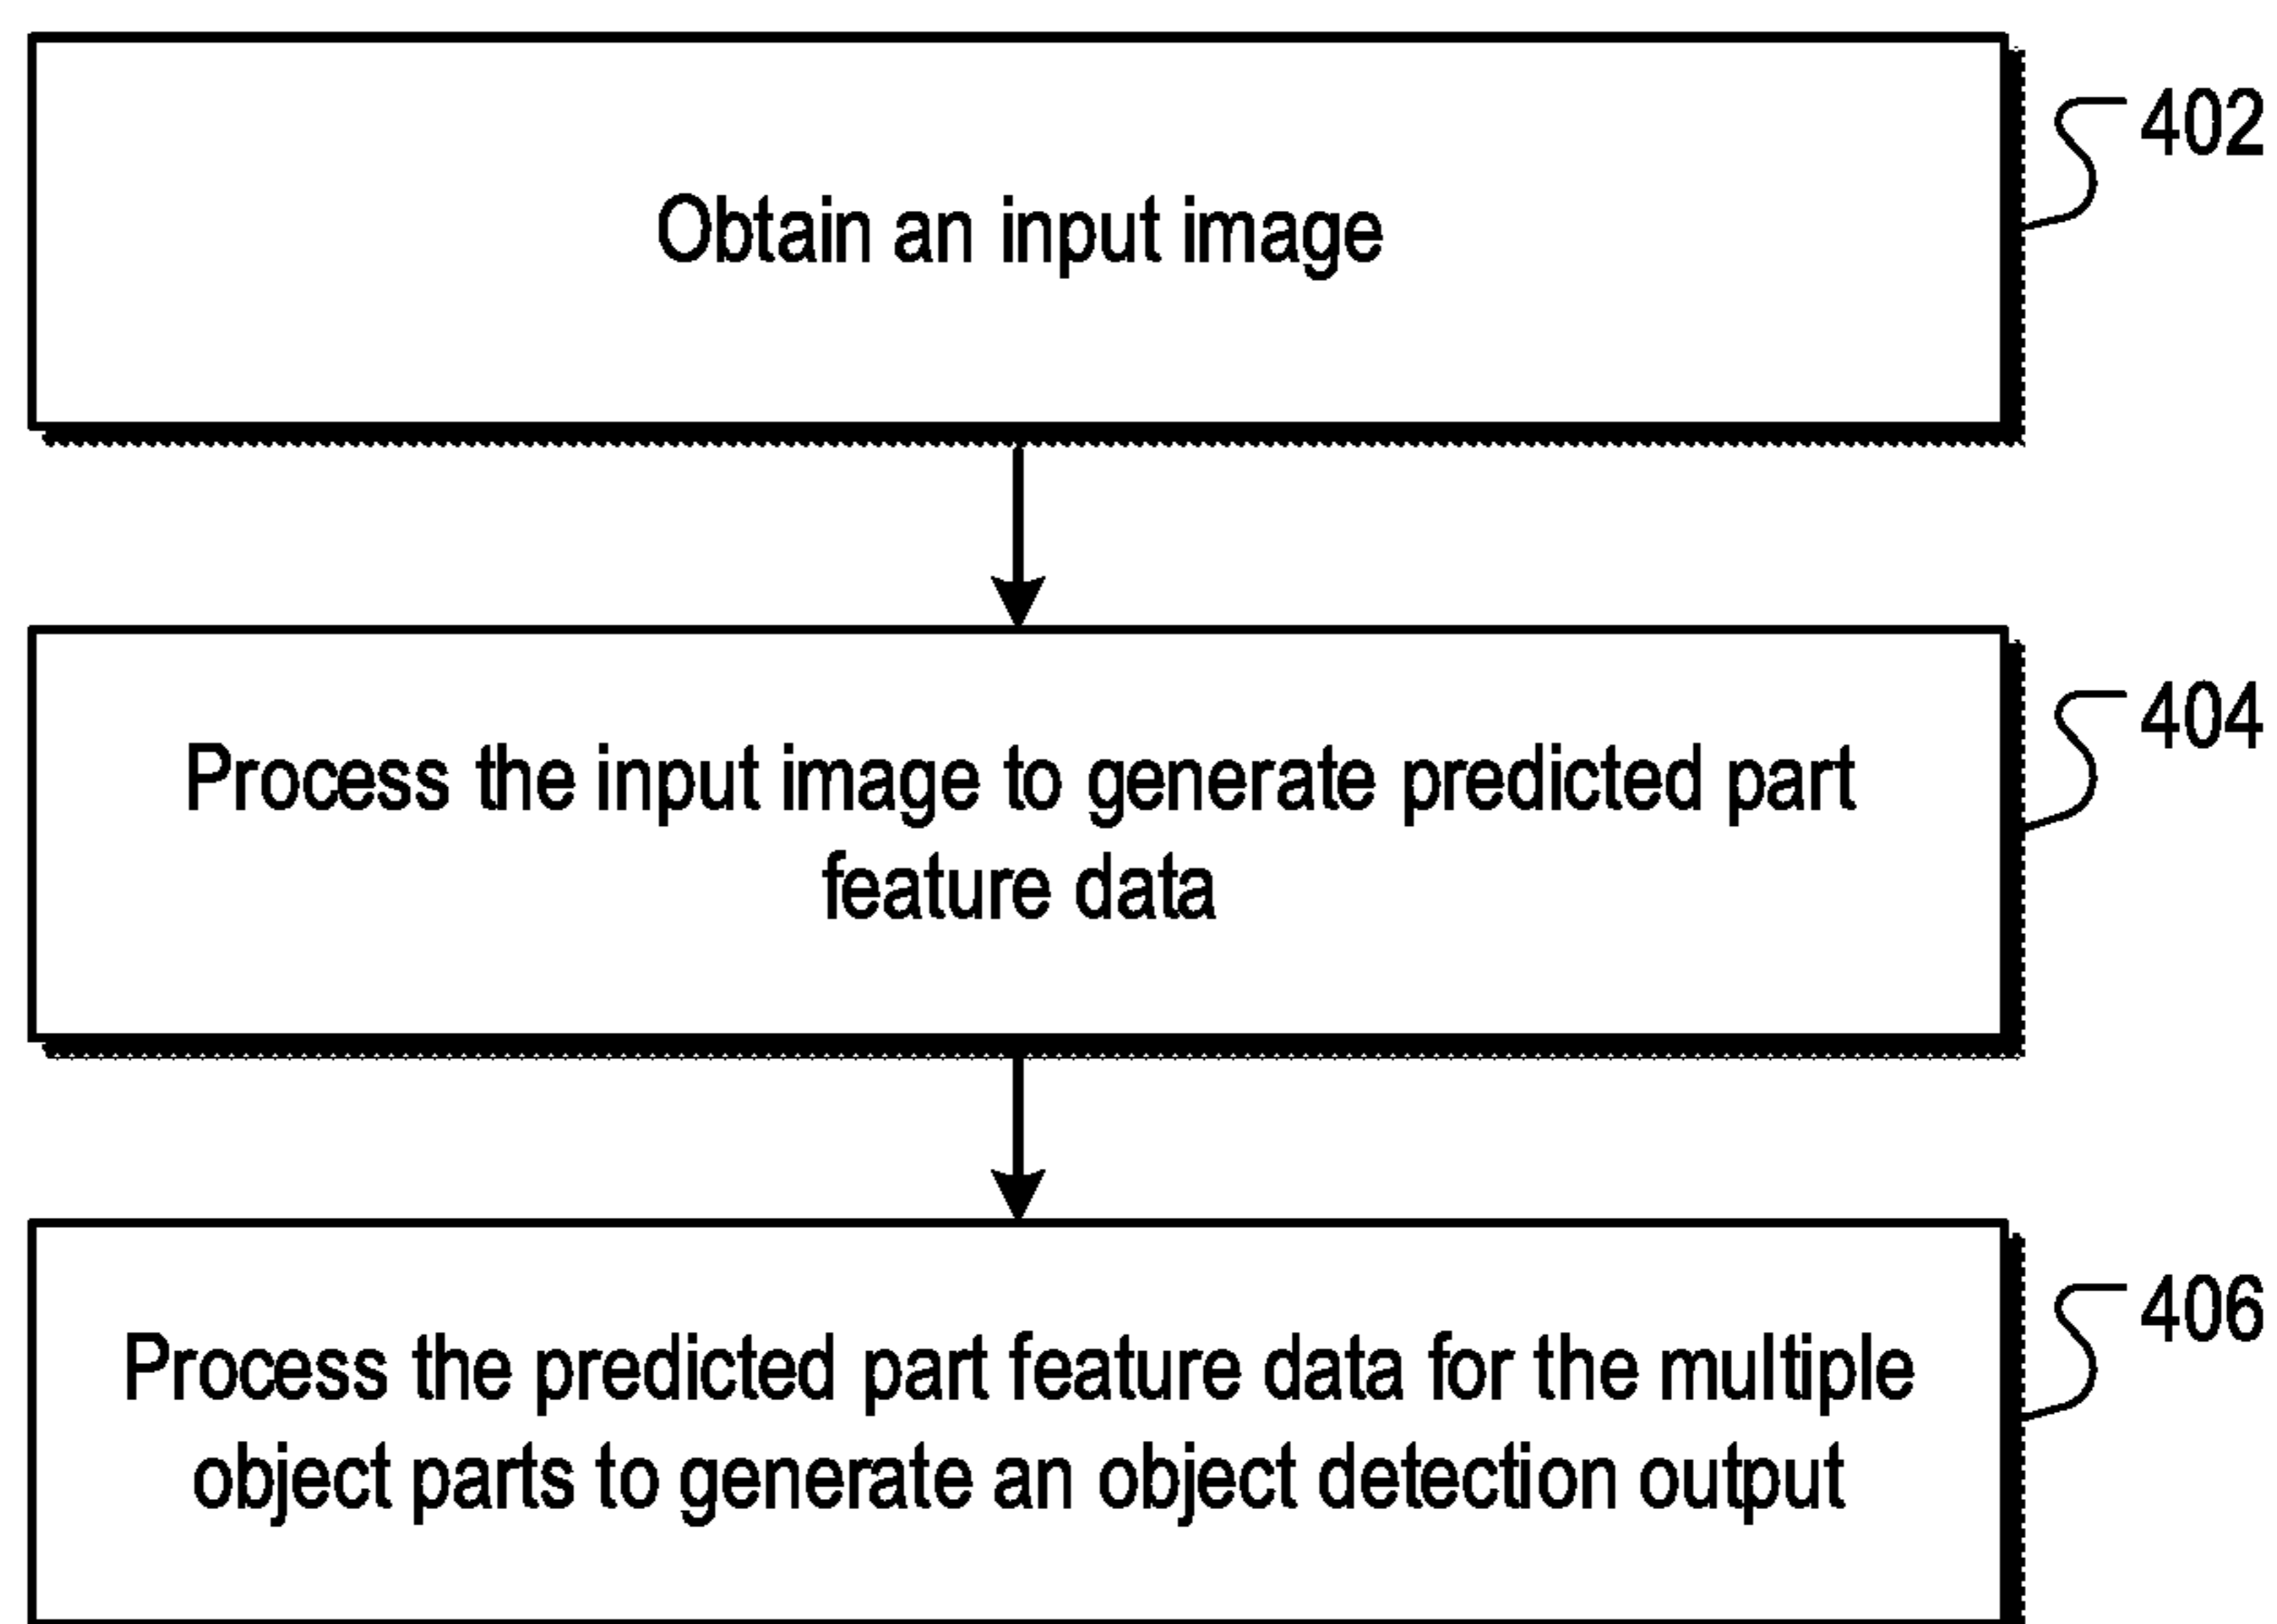 402
Obtain an input image
404
Process the input image to generate predicted part
feature data
406
Process the predicted part feature data for the multiple
object parts to generate an object detection output